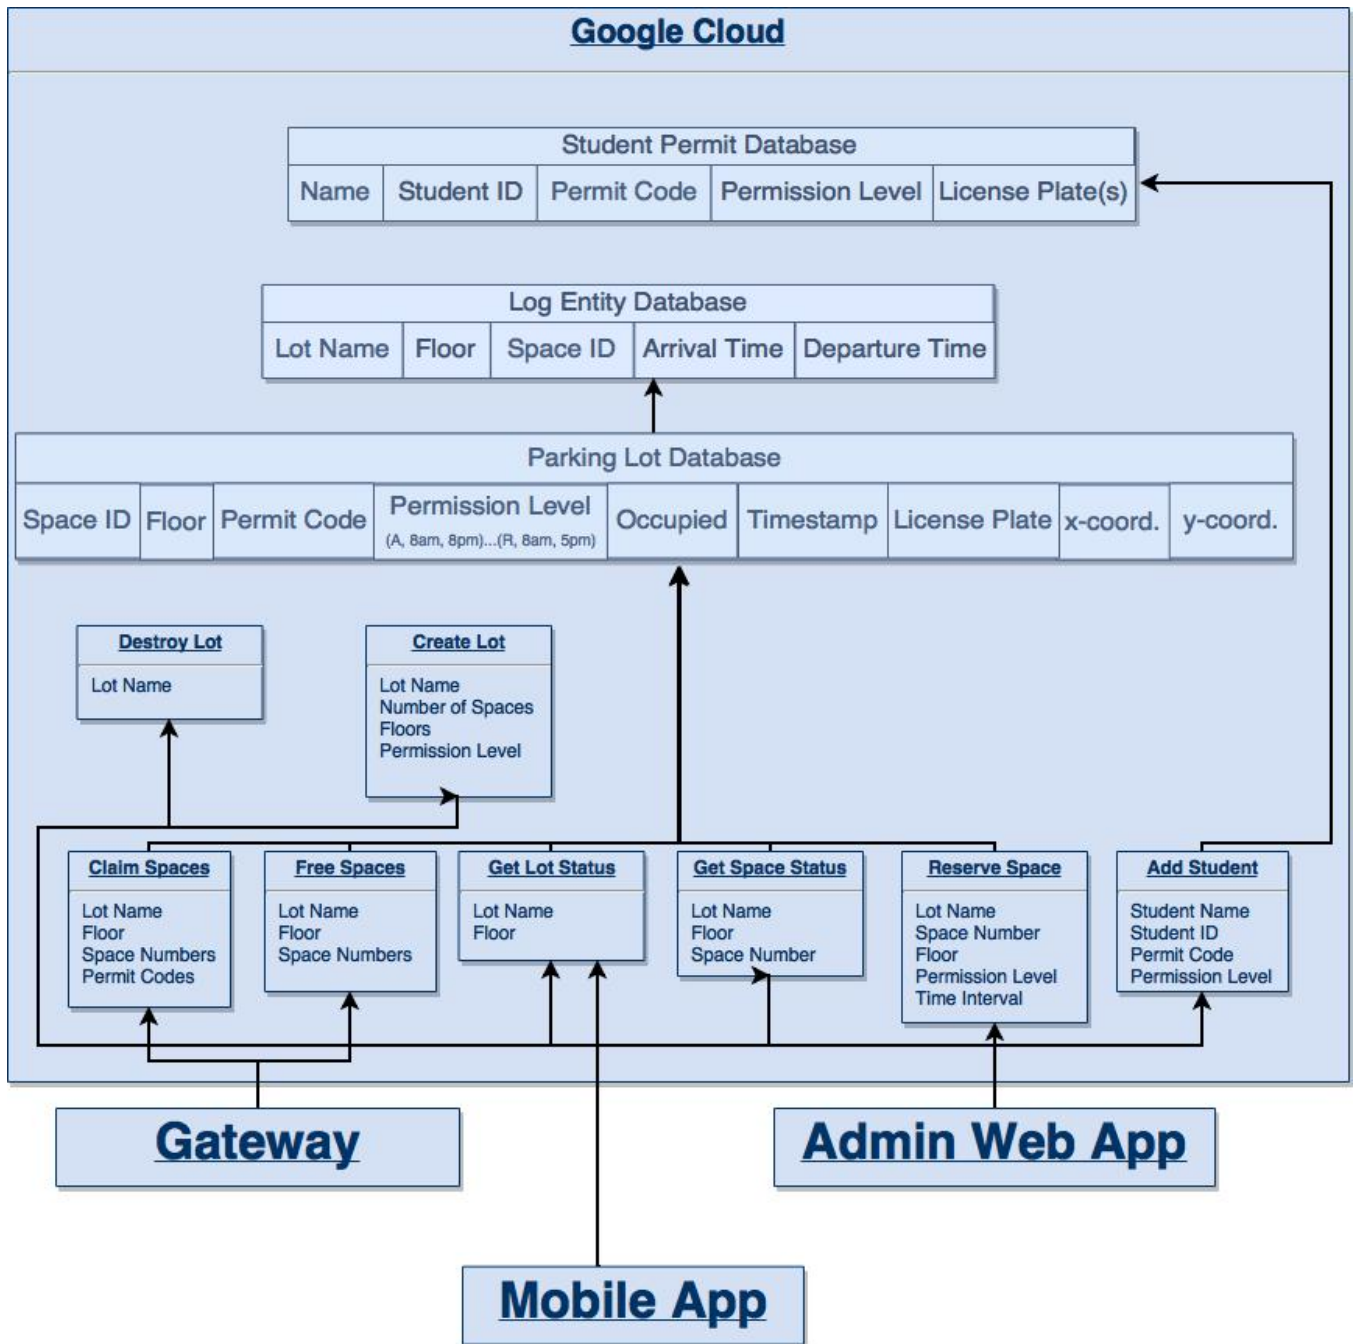 Google Cloud
Student Permit Database
Name Student ID Permit Code Permission Level License Plate(s)
Log Entity Database
Lot Name Floor Space ID Arrival Time Departure Time
Parking Lot Database
Space ID Floor Permit Code Permission Level Occupied Timestamp License Plate x-coord. y-coord.
(A, 8am, 8pm)...(R, 8am, 5pm)
Destroy Lot
Lot Name
Create Lot
Lot Name
Number of Spaces
Floors
Permission Level
Claim Spaces
Lot Name
Floor
Space Numbers
Permit Codes
Free Spaces
Lot Name
Floor
Space Numbers
Get Lot Status
Lot Name
Floor
Get Space Status
Lot Name
Floor
Space Number
Reserve Space
Lot Name
Space Number
Floor
Permission Level
Time Interval
Add Student
Student Name
Student ID
Permit Code
Permission Level
Gateway
Admin Web App
Mobile App